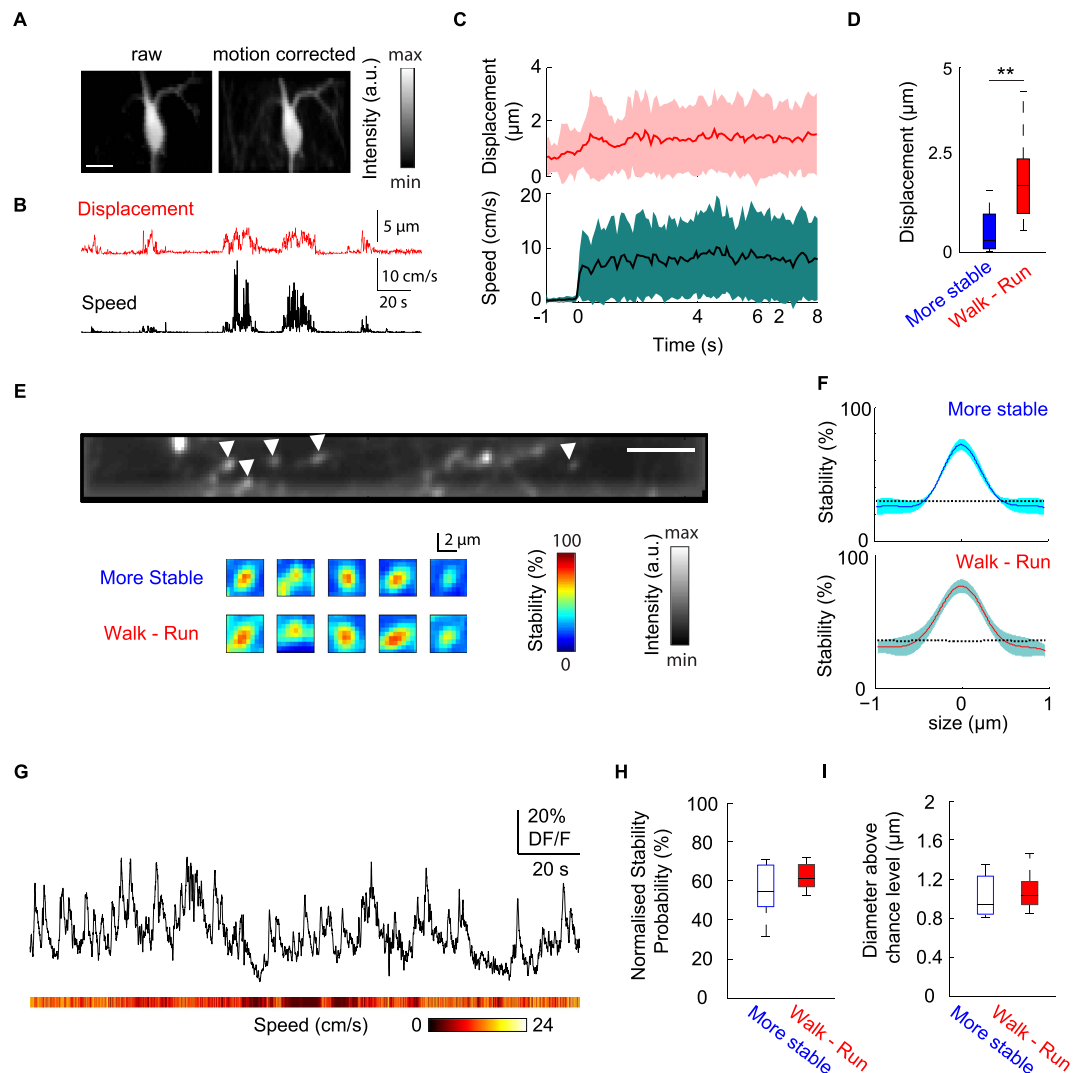 A
raw
motion corrected
Intensity (a.u.)
max
min
B
Displacement
5 µm
10 cm/s
20 s
Speed
C
Displacement
(µm)
4
2
0
Speed (cm/s)
20
10
0
-1
0
4
6
2
8
Time (s)
D
Displacement (µm)
5
2.5
0
**
More stable
Walk - Run
E
2 µm
More Stable
Walk - Run
Stability (%)
100
0
Intensity (a.u.)
max
min
F
Stability (%)
100
0
More stable
Stability (%)
100
0
Walk - Run
−1
0
1
size (µm)
G
20%
DF/F
20 s
Speed (cm/s)
0
24
H
Normalised Stability
Probability (%)
100
80
60
40
20
0
More stable
Walk - Run
I
Diameter above
chance level (µm)
2
1.6
1.2
0.8
0.4
0
More stable
Walk - Run